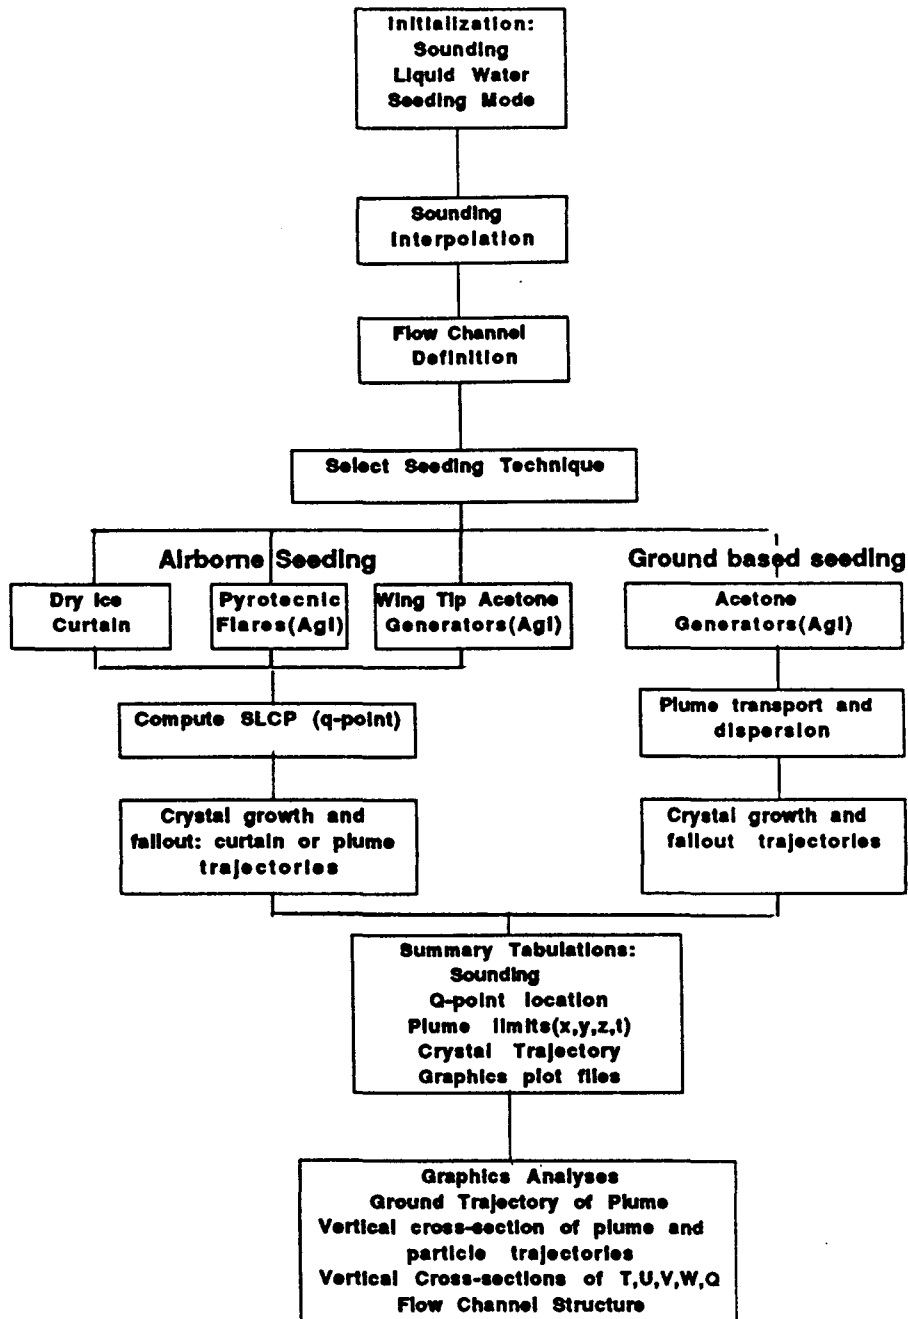 Initialization:
Sounding
Liquid Water
Seeding Mode
Sounding
Interpolation
Flow Channel
Definition
Select Seeding Technique
Airborne Seeding
Ground based seeding
Dry Ice
Curtain
Pyrotecnic
Flares(AgI)
Wing Tip Acetone
Generators(AgI)
Acetone
Generators(AgI)
Compute SLCP (q-point)
Plume transport and
dispersion
Crystal growth and
fallout: curtain or plume
trajectories
Crystal growth and
fallout trajectories
Summary Tabulations:
Sounding
Q-point location
Plume limits(x,y,z,t)
Crystal Trajectory
Graphics plot files
Graphics Analyses
Ground Trajectory of Plume
Vertical cross-section of plume and
particle trajectories
Vertical Cross-sections of T,U,V,W,Q
Flow Channel Structure